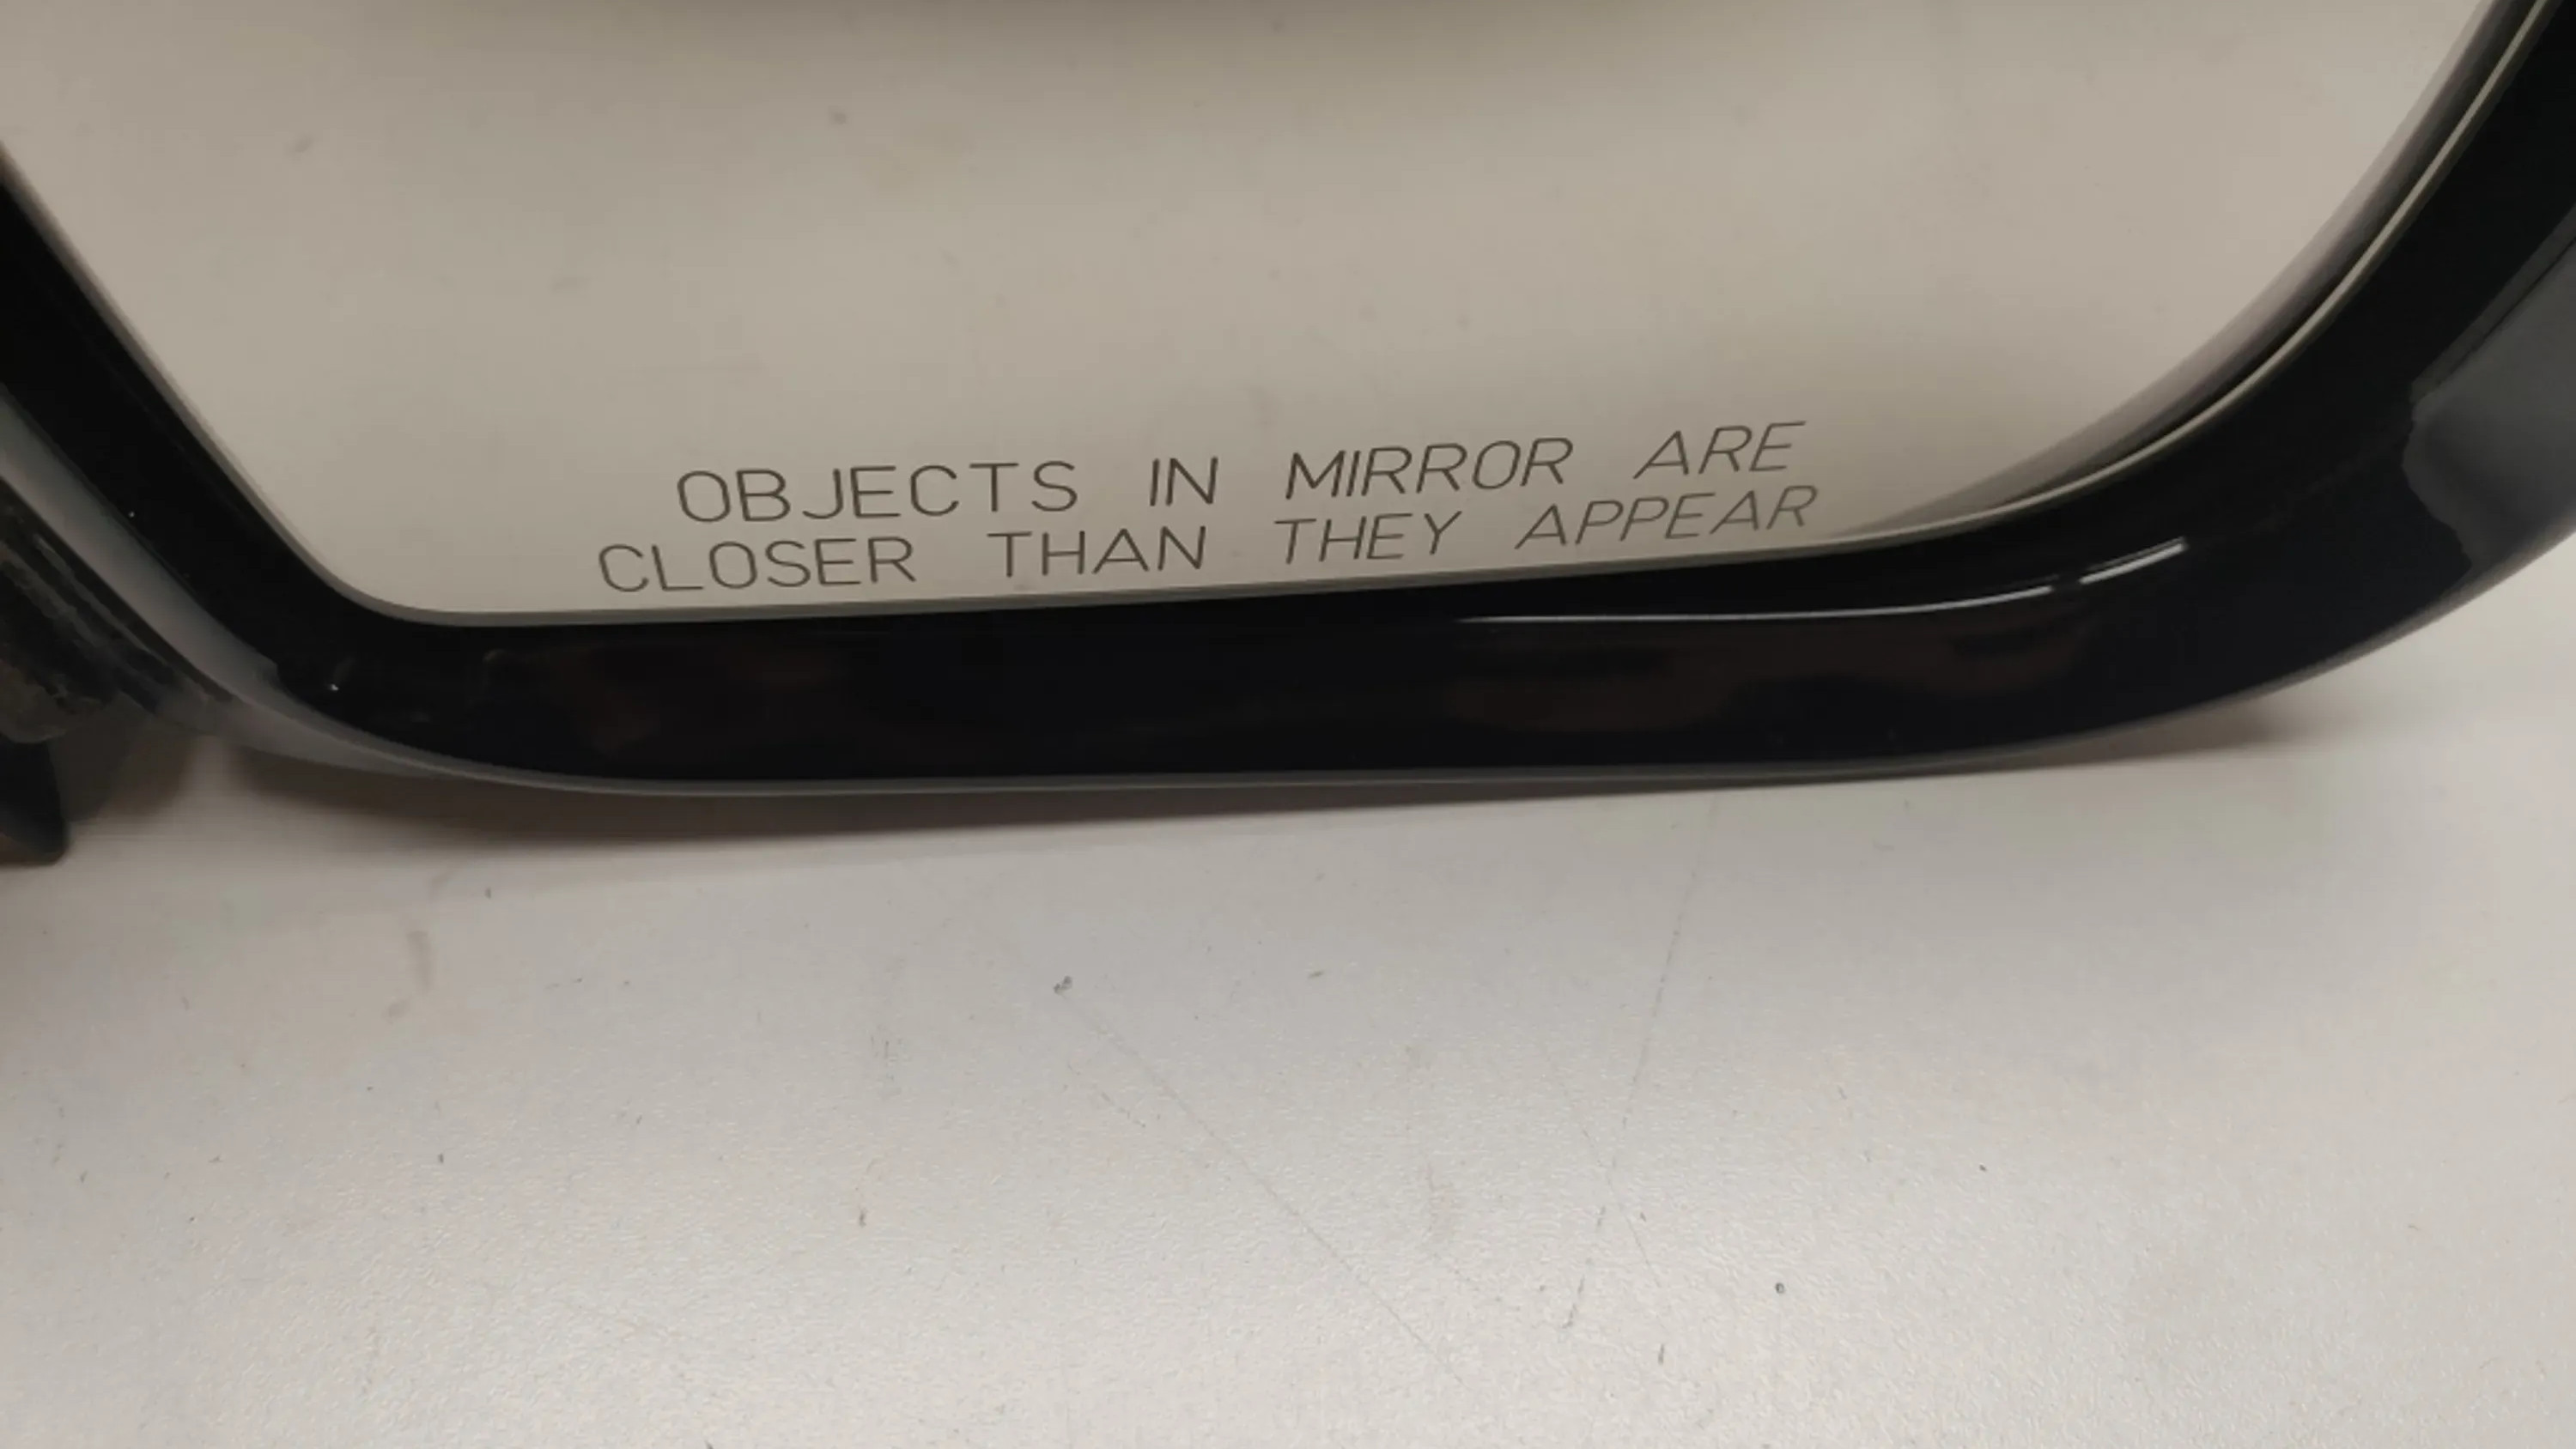 OBJECTS IN MIRROR ARE
CLOSER THAN THEY APPEAR